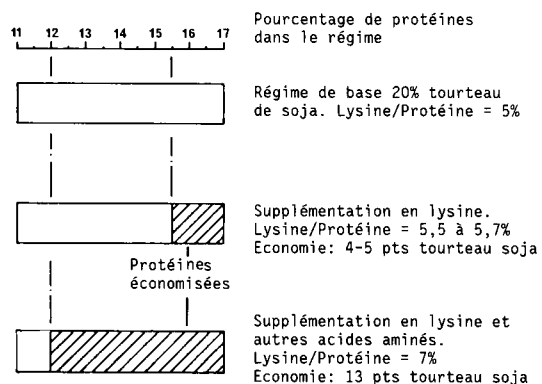 Pourcentage de protéines
dans le régime
11 12 13 14 15 16 17
Régime de base 20% tourteau
de soja. Lysine/Protéine = 5%
Supplémentation en lysine.
Lysine/Protéine = 5,5 à 5,7%
Economie: 4-5 pts tourteau soja
Protéines
économisées
Supplémentation en lysine et
autres acides aminés.
Lysine/Protéine = 7%
Economie: 13 pts tourteau soja